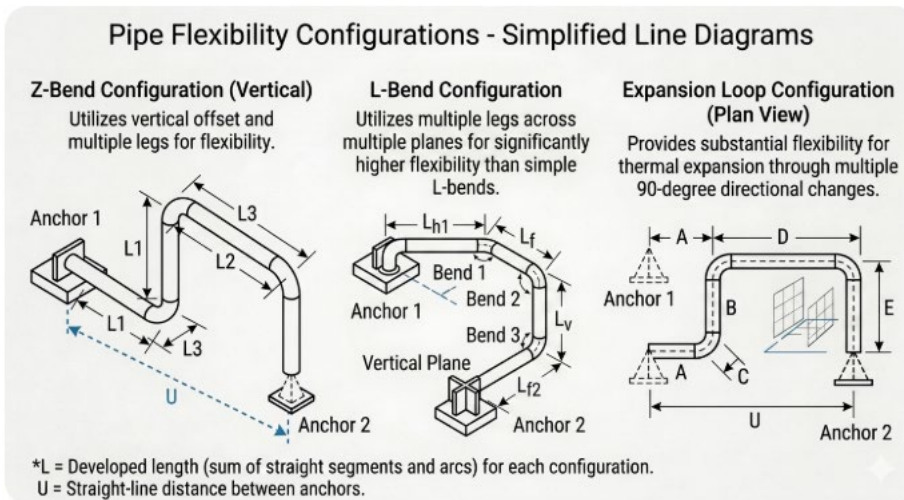 Pipe Flexibility Configurations - Simplified Line Diagrams
Z-Bend Configuration (Vertical)
Utilizes vertical offset and
multiple legs for flexibility.
Anchor 1
L1
L3
L2
L1
L3
U
Anchor 2
L-Bend Configuration
Utilizes multiple legs across
multiple planes for significantly
higher flexibility than simple
L-bends.
Lh1
Lf
Bend 1
Anchor 1
Bend 2
Lv
Bend 3
Vertical Plane
Lf2
Anchor 2
Expansion Loop Configuration
(Plan View)
Provides substantial flexibility for
thermal expansion through multiple
90-degree directional changes.
A
D
Anchor 1
B
E
A
C
U
Anchor 2
*L = Developed length (sum of straight segments and arcs) for each configuration.
U = Straight-line distance between anchors.